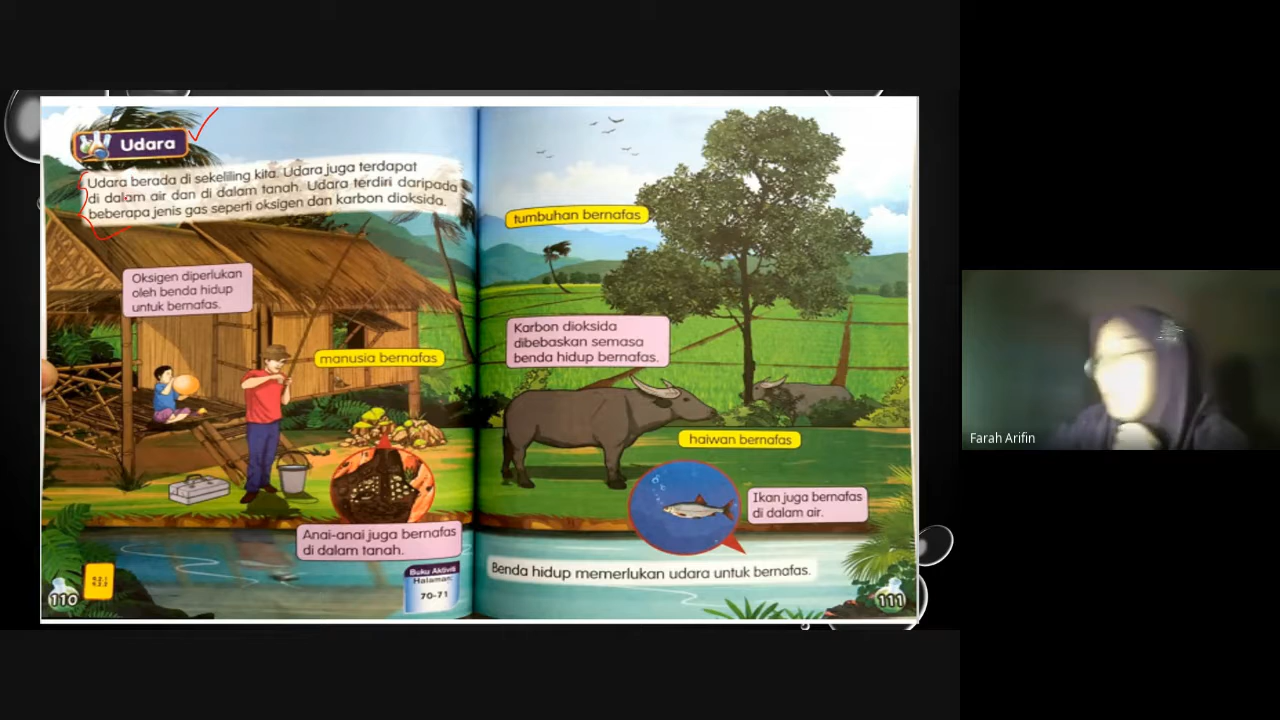 Udara
Udara berada di sekeliling kita. Udara juga terdapat
di dalam air dan di dalam tanah. Udara terdiri daripada
beberapa jenis gas seperti oksigen dan karbon dioksida.
Oksigen diperlukan
oleh benda hidup
untuk bernafas.
manusia bernafas
Anai-anai juga bernafas
di dalam tanah.
Buku Aktiviti
Halaman:
70-71
110
tumbuhan bernafas
Karbon dioksida
dibebaskan semasa
benda hidup bernafas.
haiwan bernafas
Ikan juga bernafas
di dalam air.
Benda hidup memerlukan udara untuk bernafas.
111
Farah Arifin